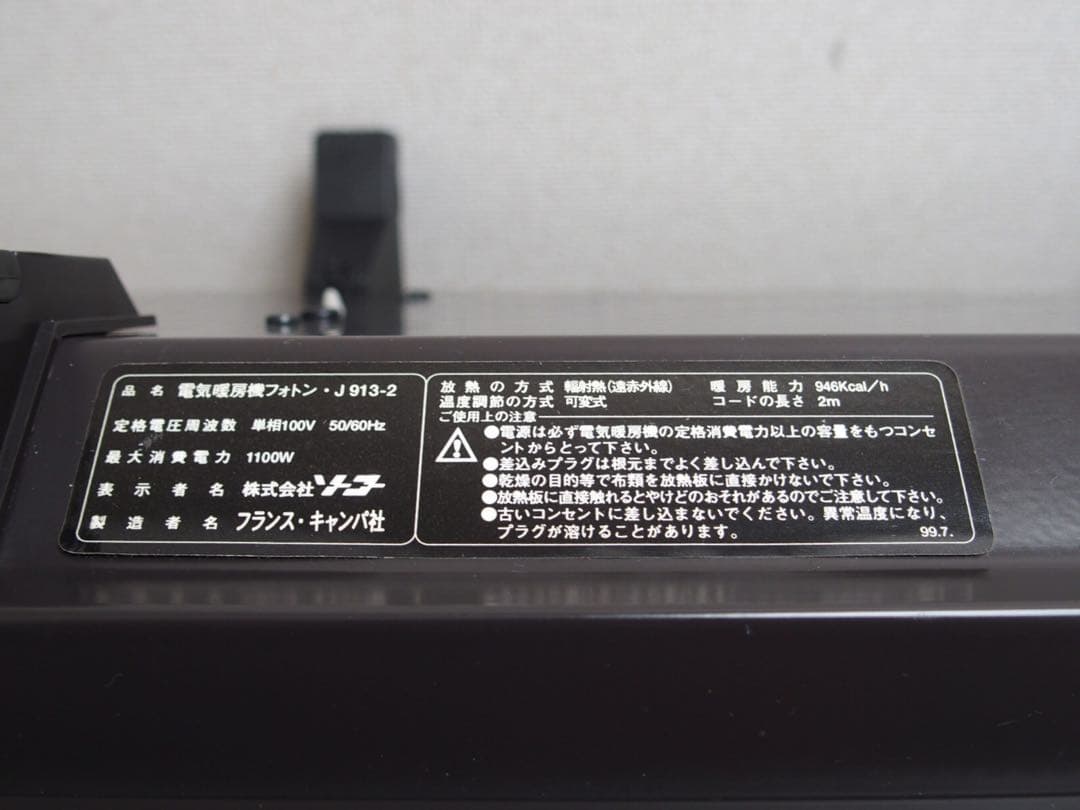 品名 電気暖房機フォトン・J913-2
定格電圧周波数 単相100V 50/60Hz
最大消費電力 1100W
表示者名 株式会社ソトコー
製造者名 フランス・キャンパ社
放熱の方式 輻射熱(遠赤外線) 暖房能力 946Kcal/h
温度調節の方式 可変式 コードの長さ 2m
ご使用上の注意
●電源は必ず電気暖房機の定格消費電力以上の容量をもつコンセ
ントからとって下さい。
●差込みプラグは根元までよく差し込んで下さい。
●乾燥の目的等で布類を放熱板に直接かけないで下さい。
●放熱板に直接触れるとやけどのおそれがあるのでご注意して下さい。
●古いコンセントに差し込まないでください。異常温度になり、
プラグが溶けることがあります。
99.7.